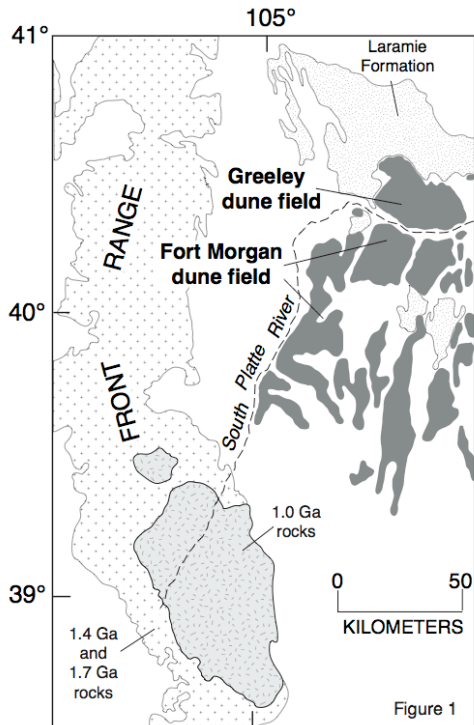 41°
105°
Laramie
Formation
Greeley
dune field
RANGE
Fort Morgan
dune field
40°
South Platte River
FRONT
1.0 Ga
rocks
39°
0 50
KILOMETERS
1.4 Ga
and
1.7 Ga
rocks
Figure 1